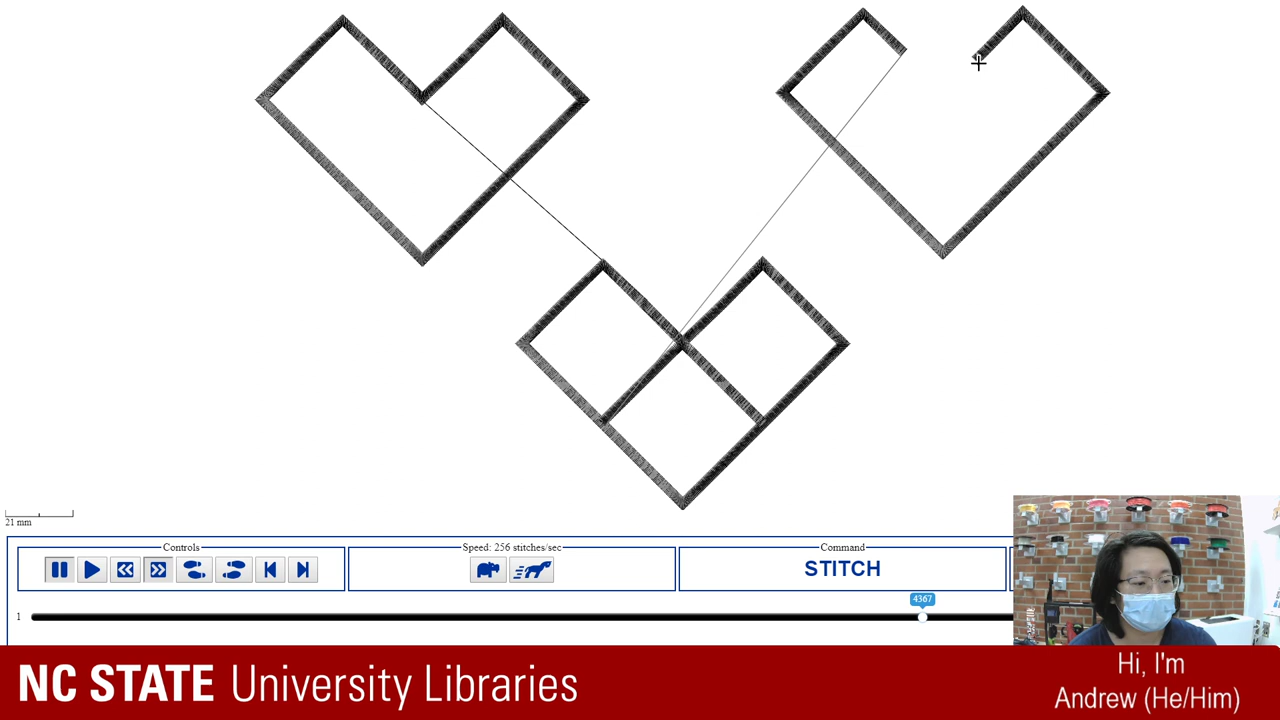 21 mm
Controls
Speed: 256 stitches/sec
Command
STITCH
4367
1
NC STATE University Libraries
Hi, I'm
Andrew (He/Him)